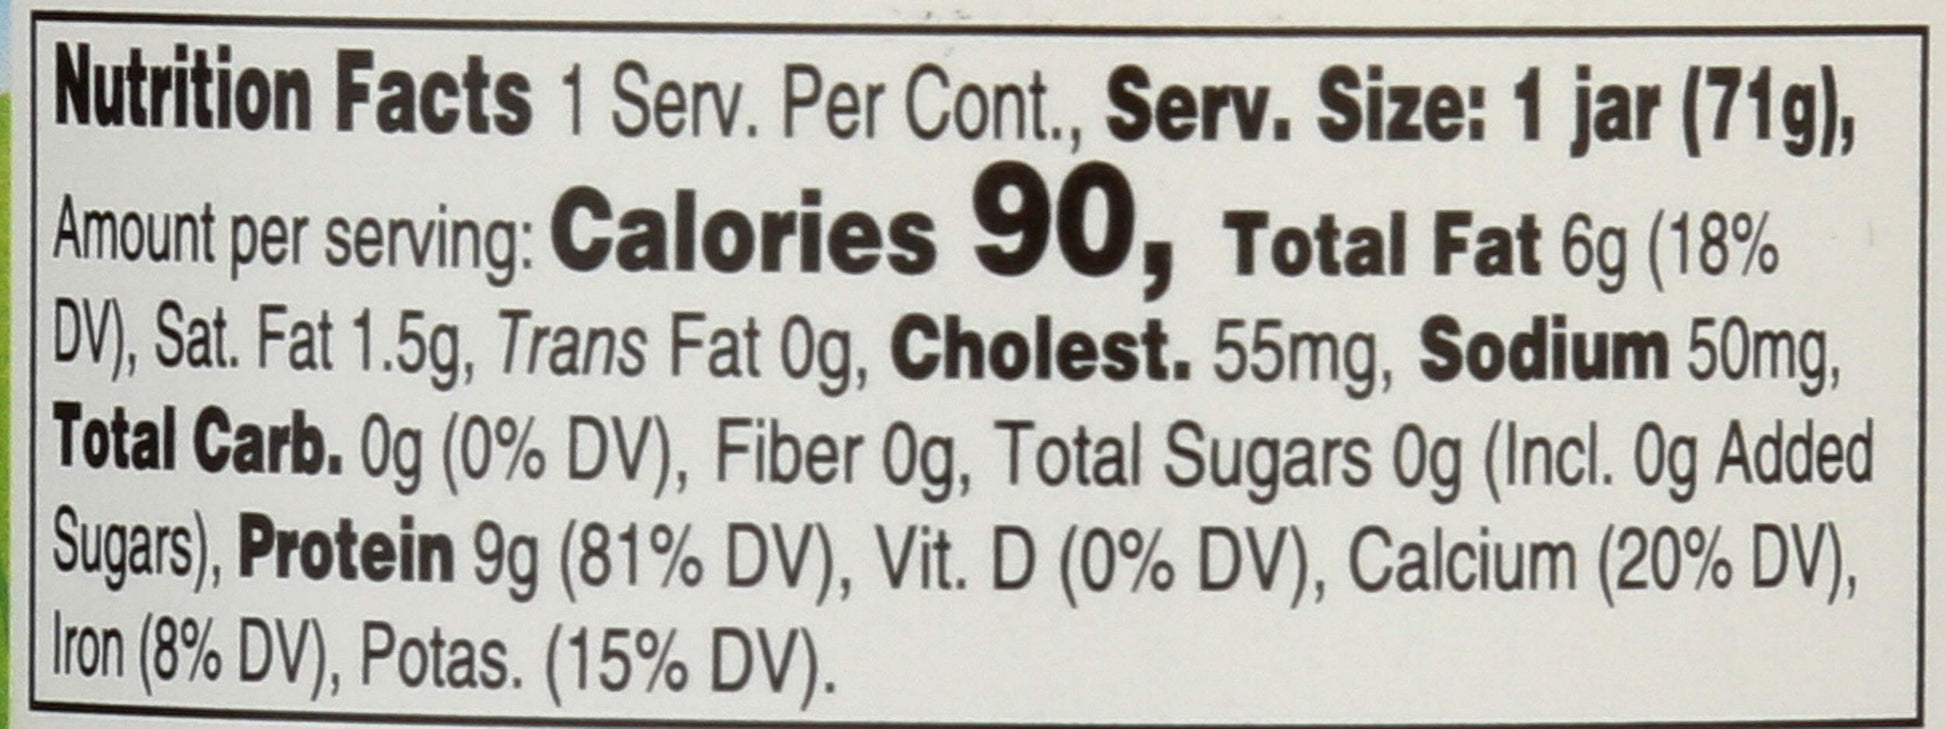 Nutrition Facts 1 Serv. Per Cont., Serv. Size: 1 jar (71g),
Amount per serving: Calories 90, Total Fat 6g (18%
DV), Sat. Fat 1.5g, Trans Fat 0g, Cholest. 55mg, Sodium 50mg,
Total Carb. 0g (0% DV), Fiber 0g, Total Sugars 0g (Incl. 0g Added
Sugars), Protein 9g (81% DV), Vit. D (0% DV), Calcium (20% DV),
Iron (8% DV), Potas. (15% DV).